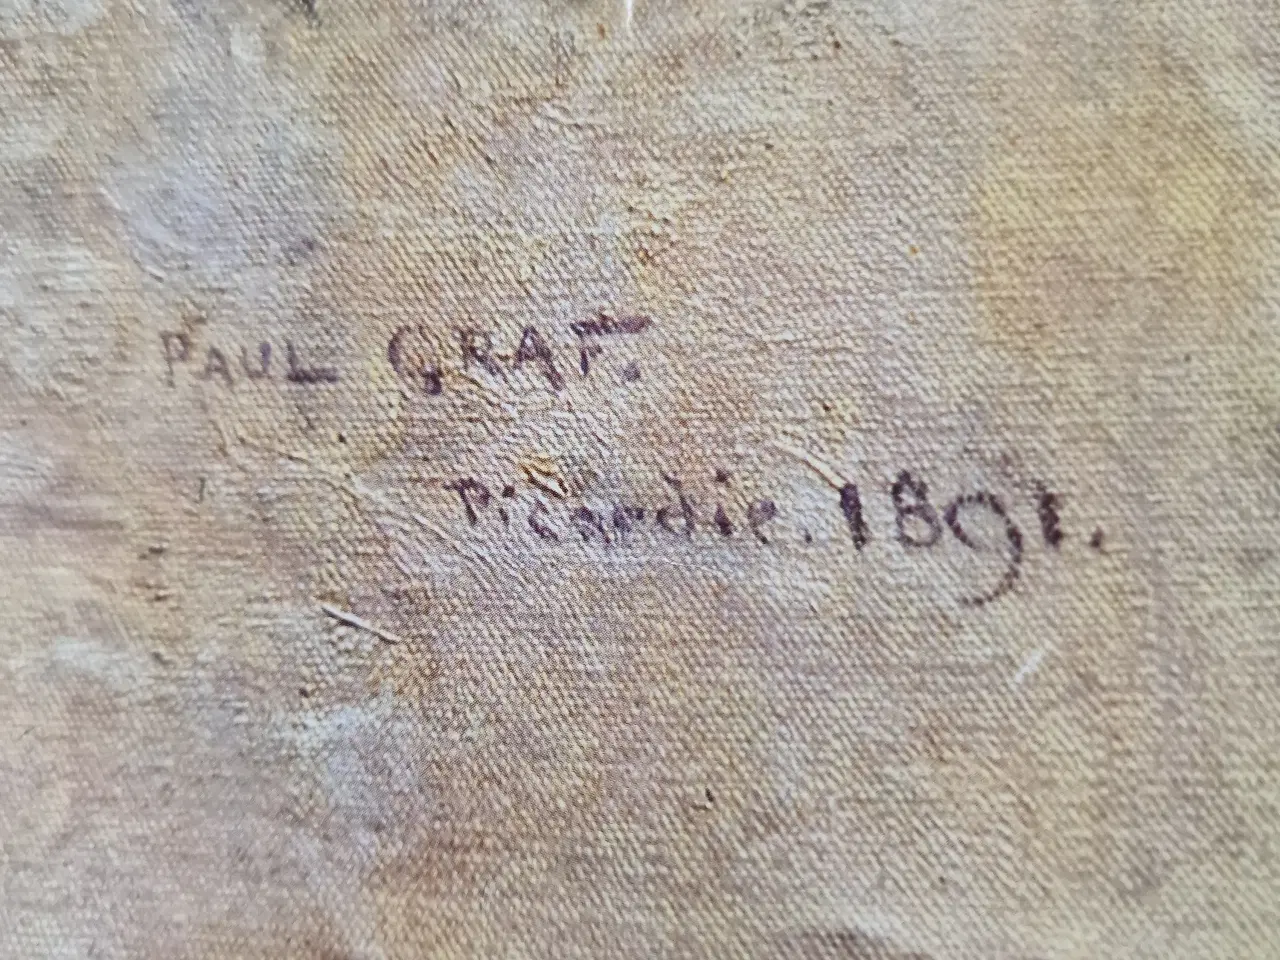 PAUL GRAF.
Picardie. 1891.